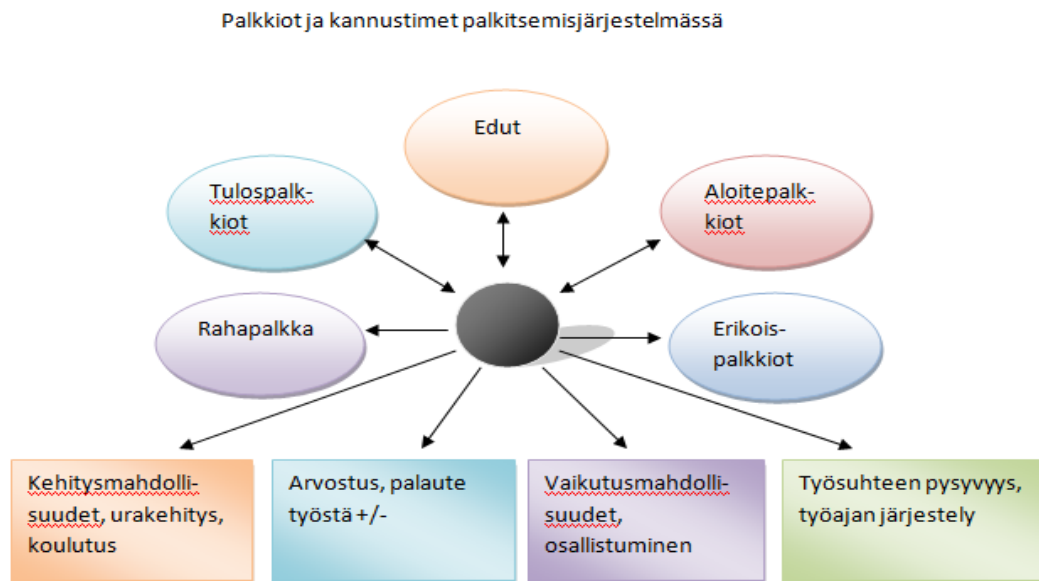 Palkkiot ja kannustimet palkitsemisjärjestelmässä
Edut
Tulospalk-
kiot
Aloitepalk-
kiot
Rahapalkka
Erikois-
palkkiot
Kehitysmahdolli-
suudet, urakehitys,
koulutus
Arvostus, palaute
työstä +/-
Vaikutusmahdolli-
suudet,
osallistuminen
Työsuhteen pysyvyys,
työajan järjestely